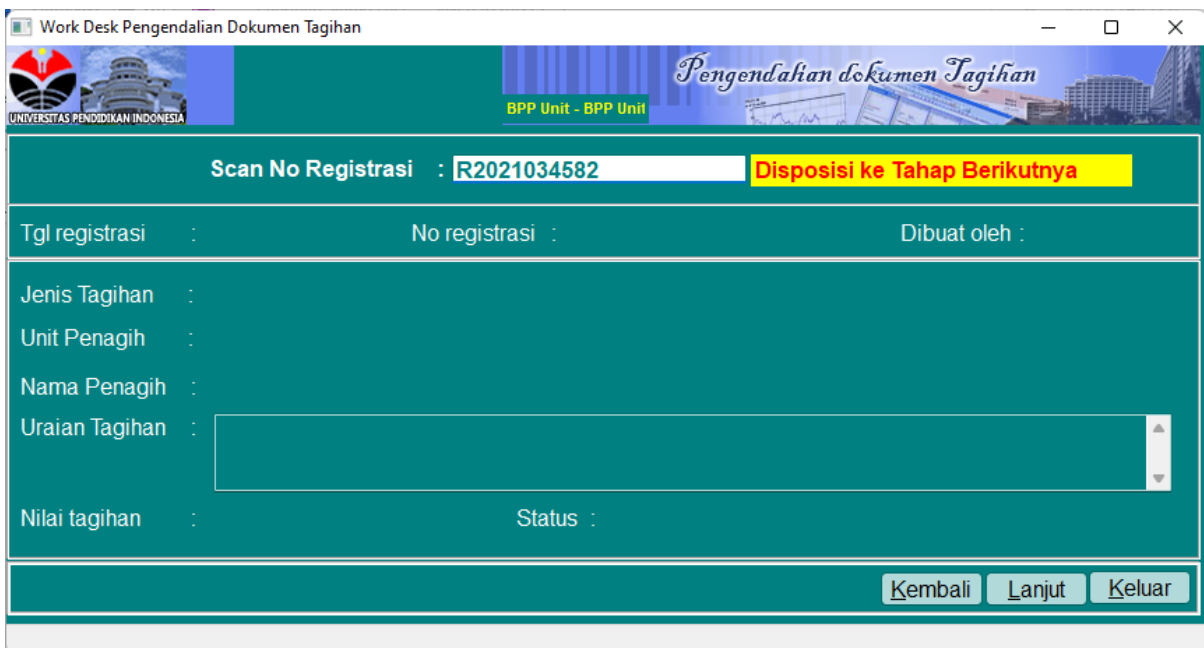 Work Desk Pengendalian Dokumen Tagihan
UNIVERSITAS PENDIDIKAN INDONESIA
Pengendalian dokumen Tagihan
BPP Unit - BPP Unit
Scan No Registrasi : R2021034582 Disposisi ke Tahap Berikutnya
Tgl registrasi : No registrasi : Dibuat oleh :
Jenis Tagihan :
Unit Penagih :
Nama Penagih :
Uraian Tagihan :
Nilai tagihan : Status :
Kembali Lanjut Keluar